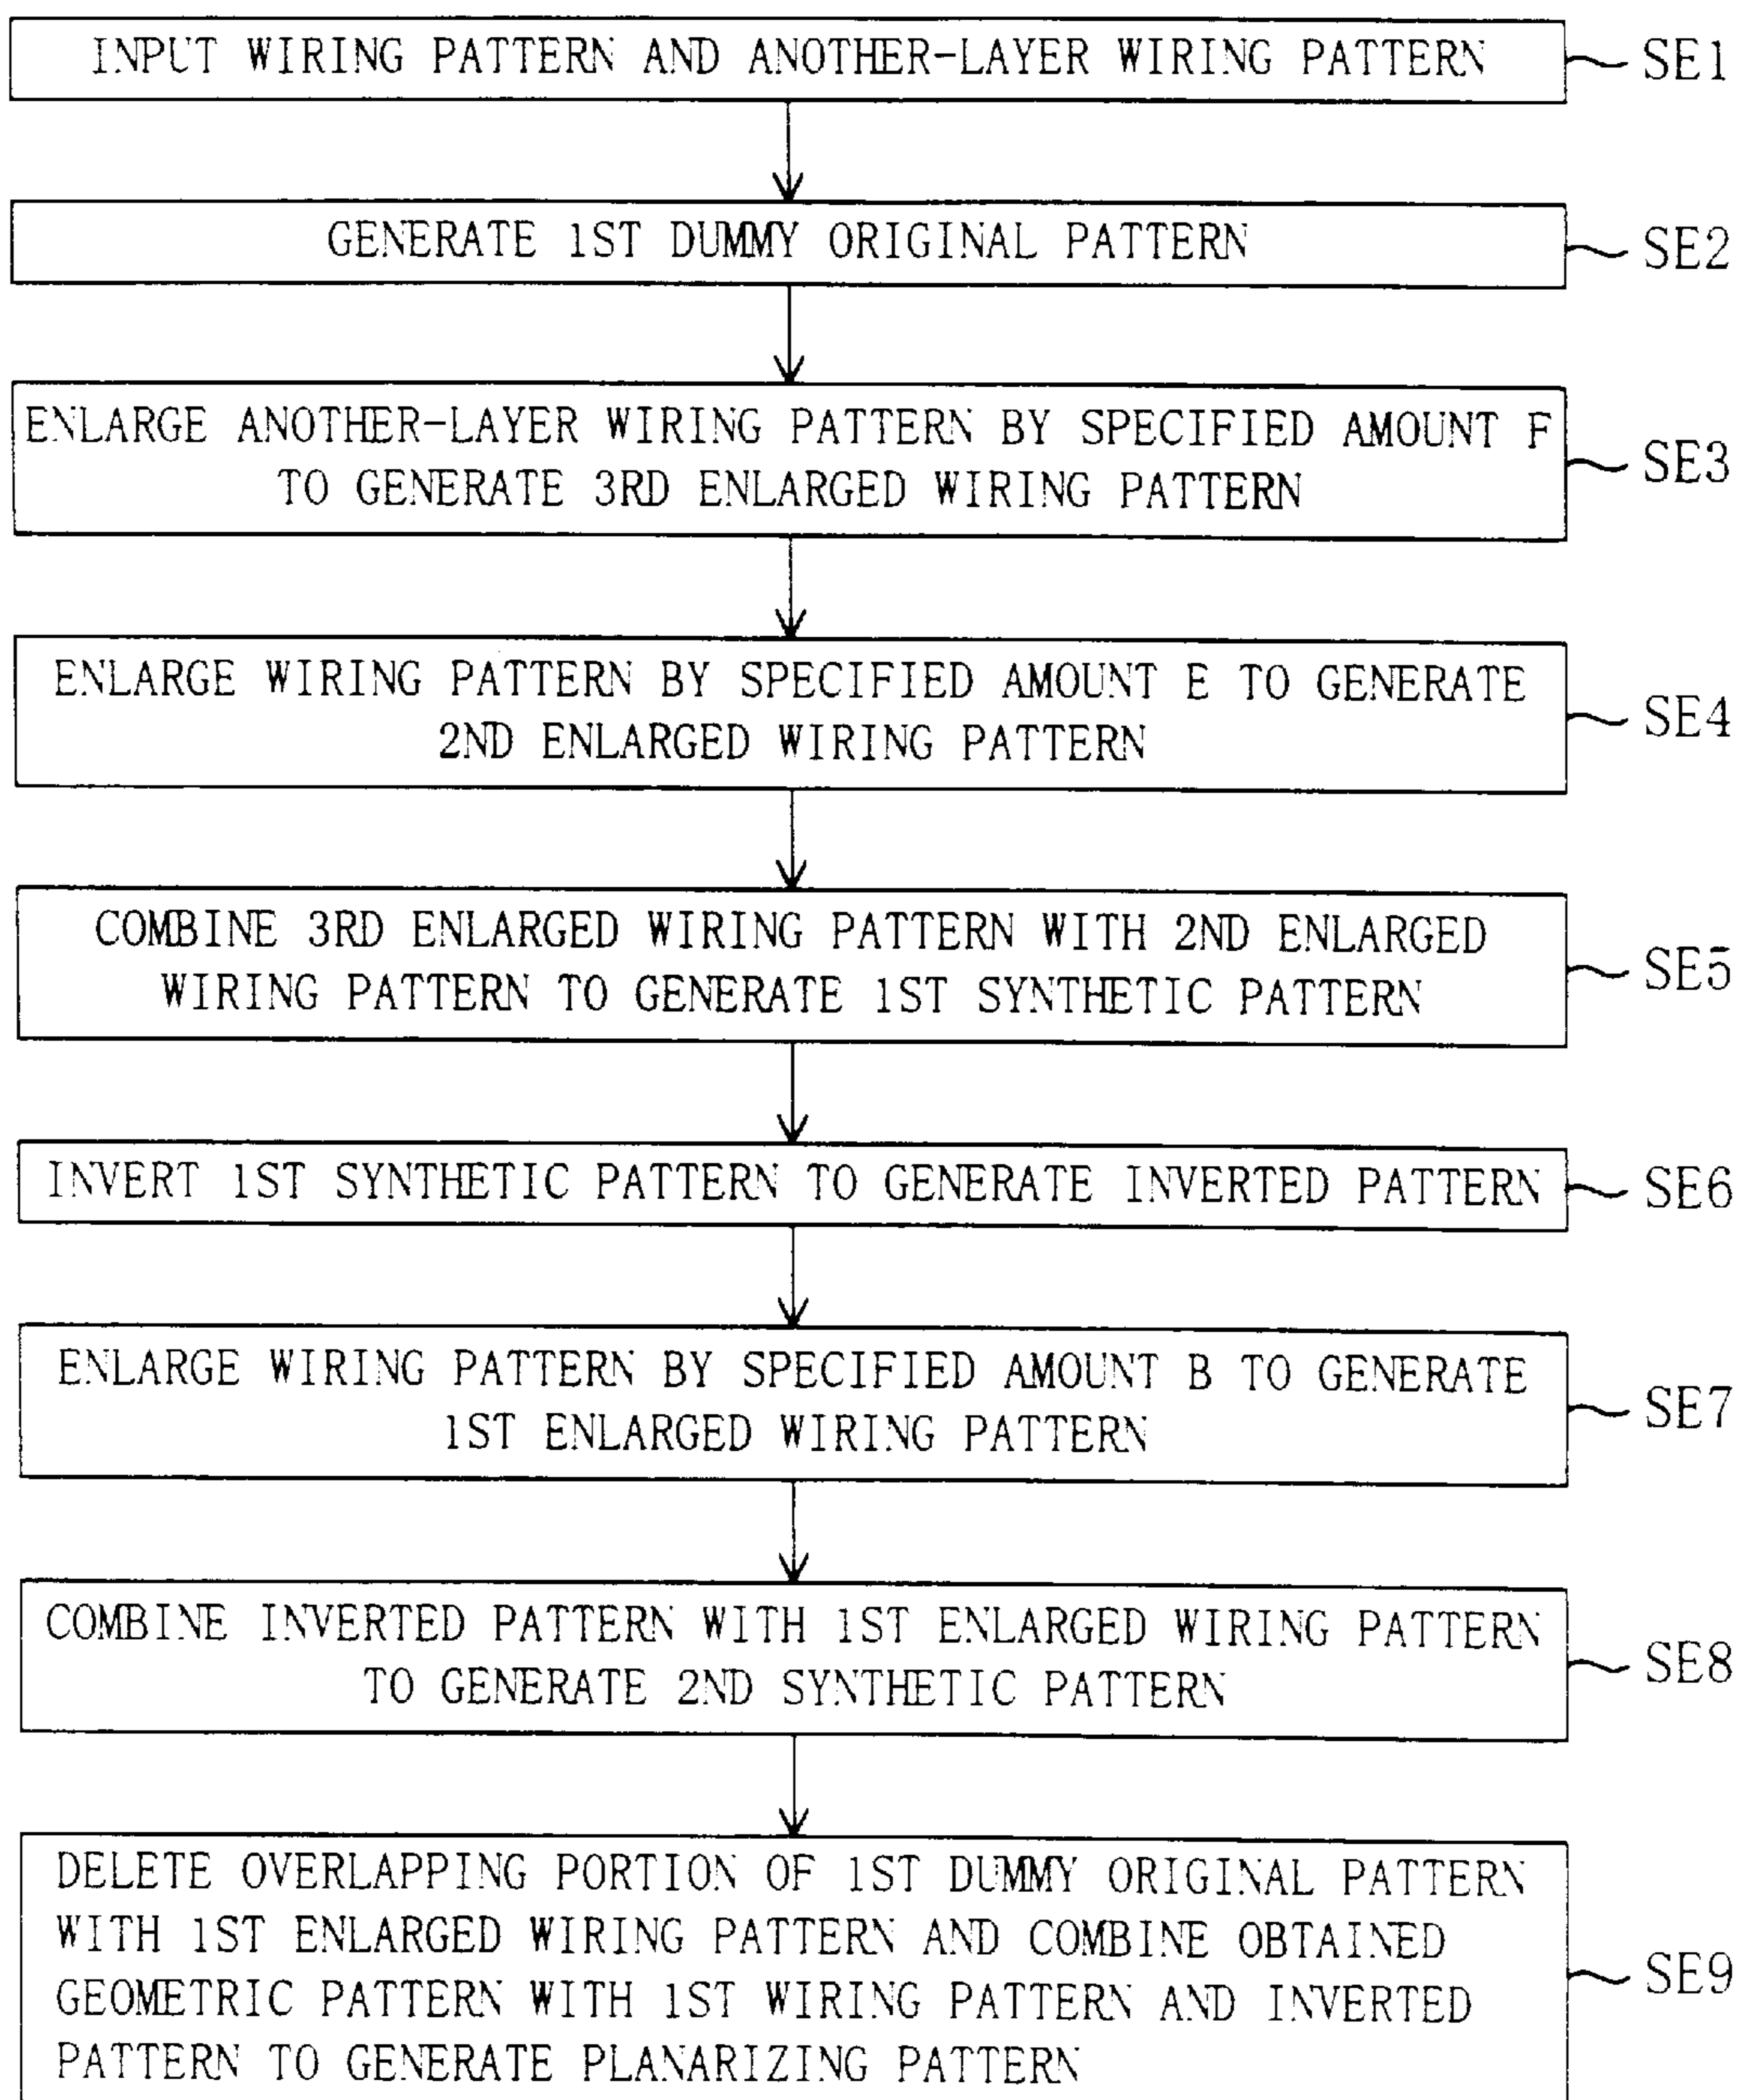 INPUT WIRING PATTERN AND ANOTHER-LAYER WIRING PATTERN
SE1
GENERATE 1ST DUMMY ORIGINAL PATTERN
SE2
ENLARGE ANOTHER-LAYER WIRING PATTERN BY SPECIFIED AMOUNT F
TO GENERATE 3RD ENLARGED WIRING PATTERN
SE3
ENLARGE WIRING PATTERN BY SPECIFIED AMOUNT E TO GENERATE
2ND ENLARGED WIRING PATTERN
SE4
COMBINE 3RD ENLARGED WIRING PATTERN WITH 2ND ENLARGED
WIRING PATTERN TO GENERATE 1ST SYNTHETIC PATTERN
SE5
INVERT 1ST SYNTHETIC PATTERN TO GENERATE INVERTED PATTERN
SE6
ENLARGE WIRING PATTERN BY SPECIFIED AMOUNT B TO GENERATE
1ST ENLARGED WIRING PATTERN
SE7
COMBINE INVERTED PATTERN WITH 1ST ENLARGED WIRING PATTERN
TO GENERATE 2ND SYNTHETIC PATTERN
SE8
DELETE OVERLAPPING PORTION OF 1ST DUMMY ORIGINAL PATTERN
WITH 1ST ENLARGED WIRING PATTERN AND COMBINE OBTAINED
GEOMETRIC PATTERN WITH 1ST WIRING PATTERN AND INVERTED
PATTERN TO GENERATE PLANARIZING PATTERN
SE9